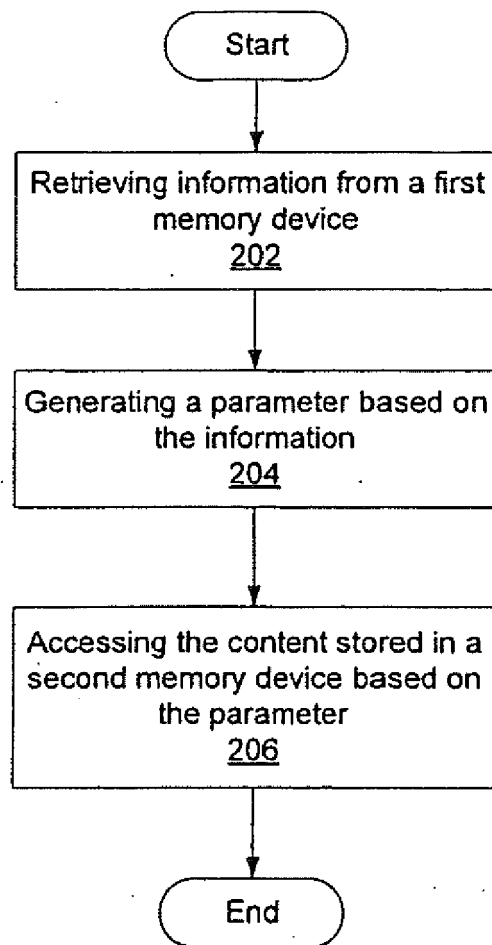 Start
Retrieving information from a first
memory device
202
Generating a parameter based on
the information
204
Accessing the content stored in a
second memory device based on
the parameter
206
End